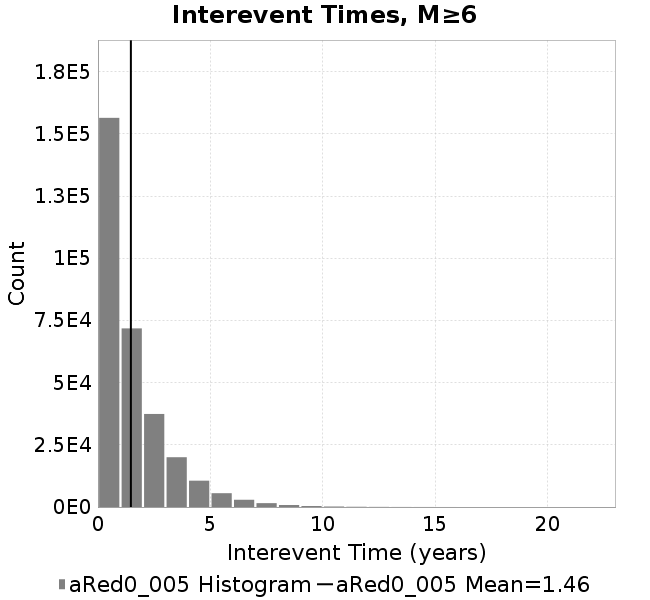 Interevent Times, M≥6
1.8E5
1.5E5
1.3E5
1E5
7.5E4
5E4
2.5E4
0E0
Count
0 5 10 15 20
Interevent Time (years)
aRed0_005 Histogram aRed0_005 Mean=1.46